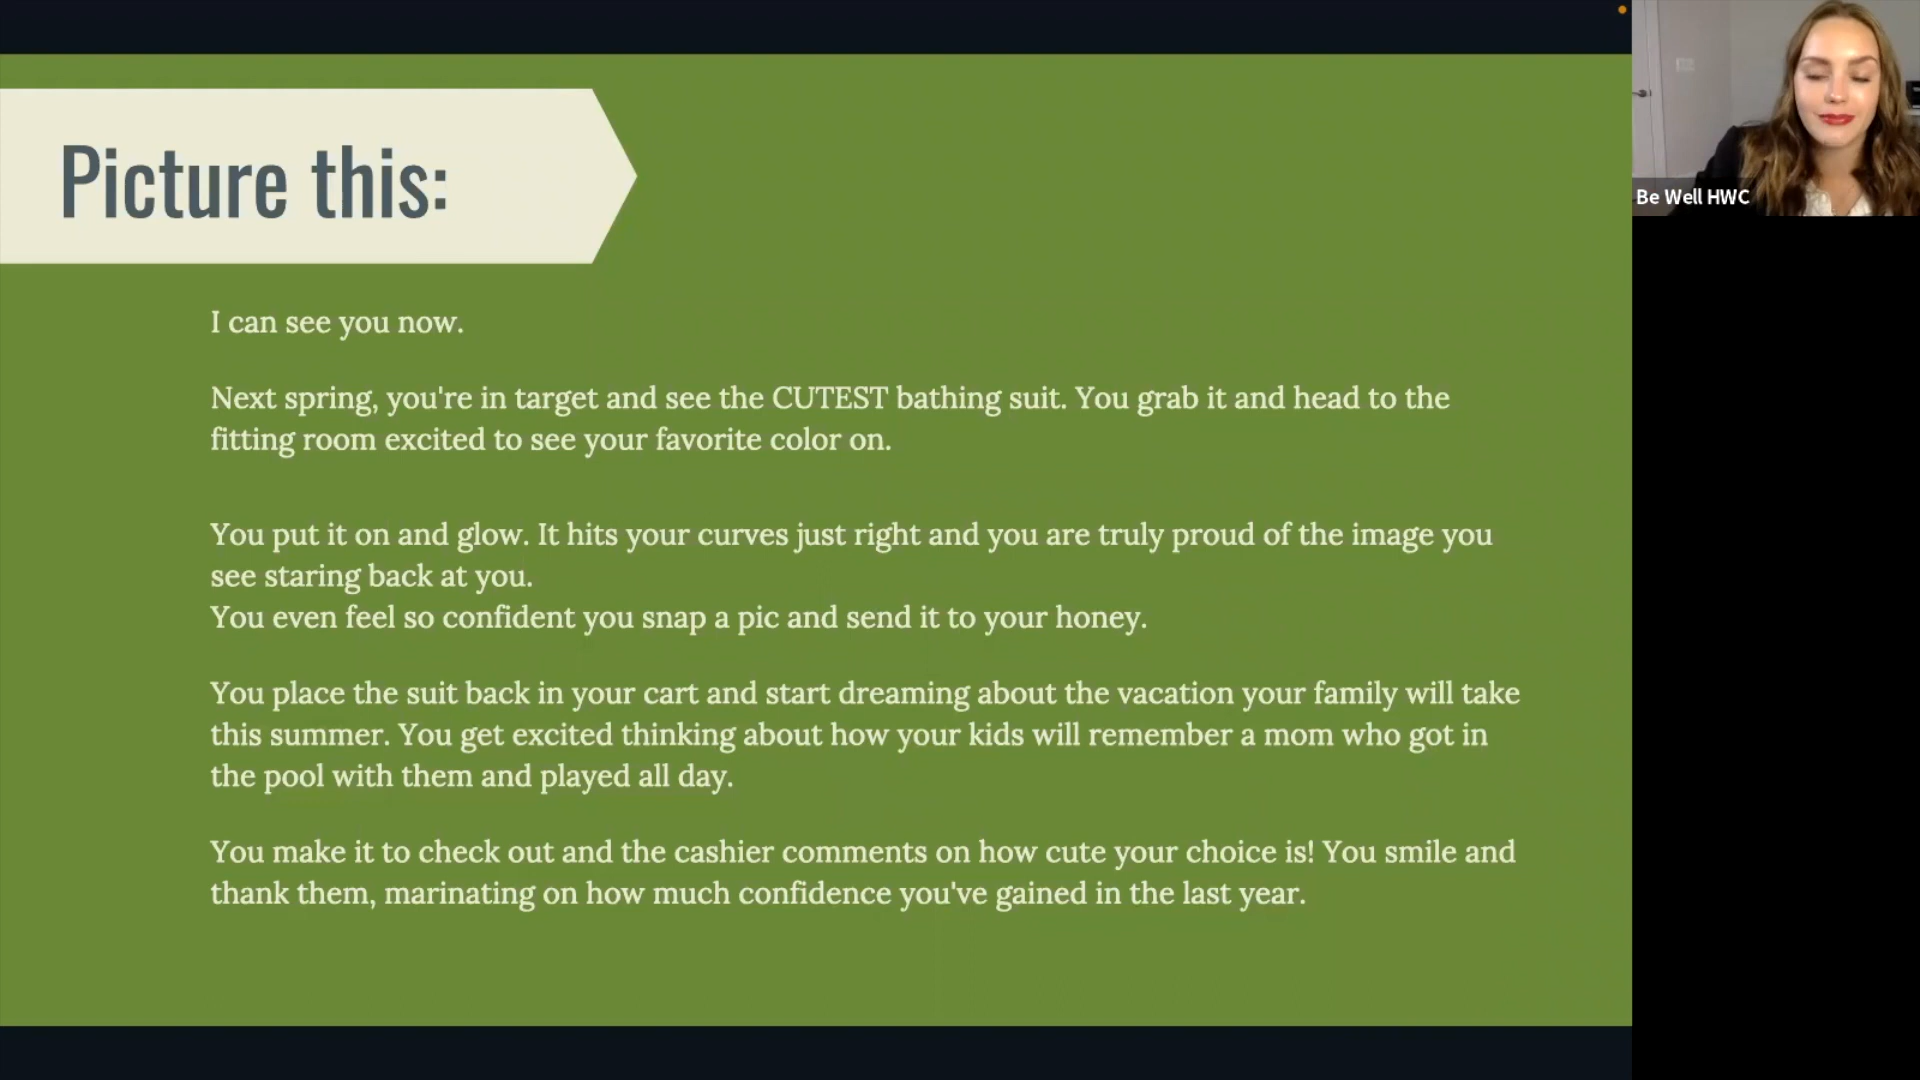 Picture this:
I can see you now.
Next spring, you're in target and see the CUTEST bathing suit. You grab it and head to the
fitting room excited to see your favorite color on.
You put it on and glow. It hits your curves just right and you are truly proud of the image you
see staring back at you.
You even feel so confident you snap a pic and send it to your honey.
You place the suit back in your cart and start dreaming about the vacation your family will take
this summer. You get excited thinking about how your kids will remember a mom who got in
the pool with them and played all day.
You make it to check out and the cashier comments on how cute your choice is! You smile and
thank them, marinating on how much confidence you've gained in the last year.
Be Well HWC